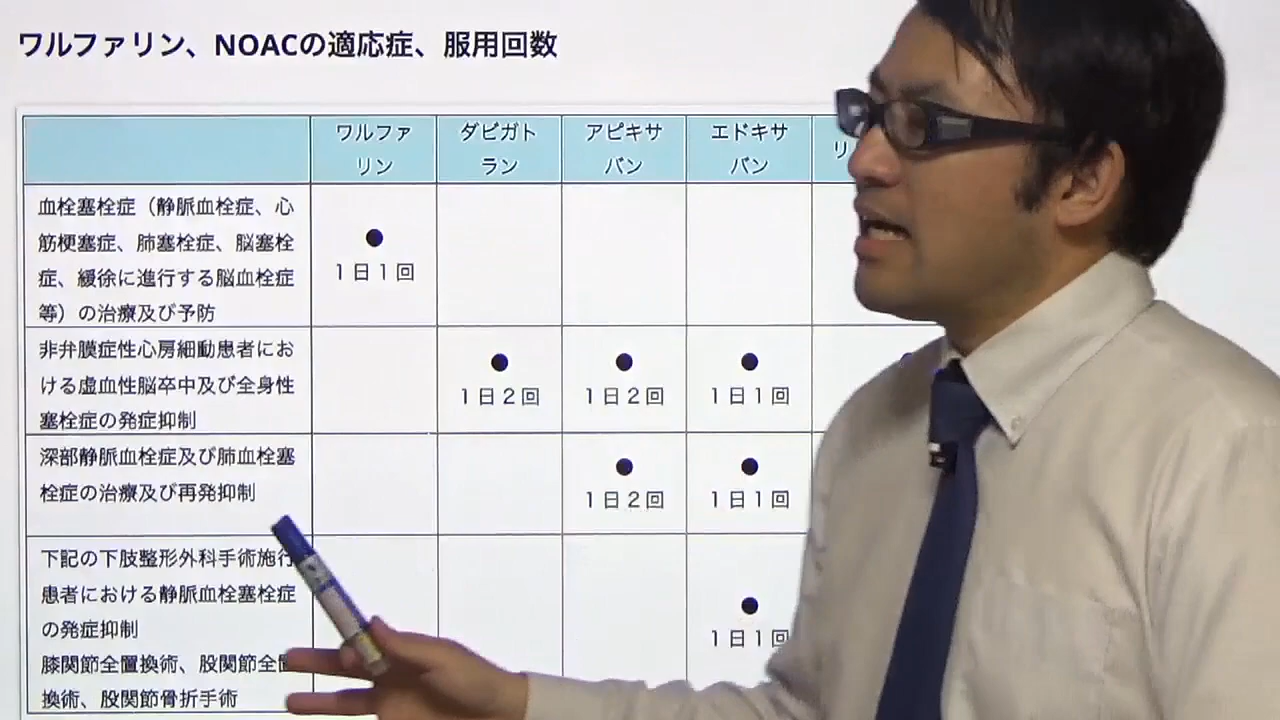 ワルファリン、NOACの適応症、服用回数
ワルファ
リン
ダビガト
ラン
アピキサ
バン
エドキサ
バン
リ
血栓塞栓症（静脈血栓症、心
筋梗塞症、肺塞栓症、脳塞栓
症、緩徐に進行する脳血栓症
等）の治療及び予防
●
1日1回
非弁膜症性心房細動患者にお
ける虚血性脳卒中及び全身性
塞栓症の発症抑制
●
1日2回
●
1日2回
●
1日1回
深部静脈血栓症及び肺血栓塞
栓症の治療及び再発抑制
●
1日2回
●
1日1回
下記の下肢整形外科手術施行
患者における静脈血栓塞栓症
の発症抑制
膝関節全置換術、股関節全置
換術、股関節骨折手術
●
1日1回